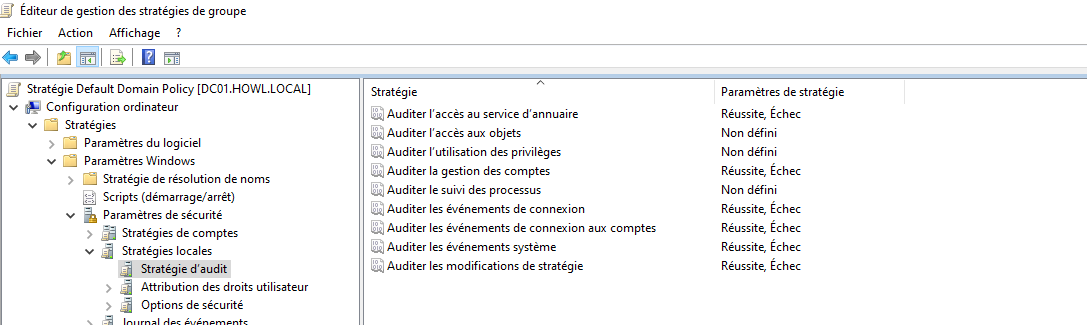 Éditeur de gestion des stratégies de groupe
Fichier Action Affichage ?
Stratégie Default Domain Policy [DC01.HOWL.LOCAL]
Configuration ordinateur
Stratégies
Paramètres du logiciel
Paramètres Windows
Stratégie de résolution de noms
Scripts (démarrage/arrêt)
Paramètres de sécurité
Stratégies de comptes
Stratégies locales
Stratégie d’audit
Attribution des droits utilisateur
Options de sécurité
Journal des événements
Stratégie Paramètres de stratégie
Auditer l’accès au service d’annuaire Réussite, Échec
Auditer l’accès aux objets Non défini
Auditer l’utilisation des privilèges Non défini
Auditer la gestion des comptes Réussite, Échec
Auditer le suivi des processus Non défini
Auditer les événements de connexion Réussite, Échec
Auditer les événements de connexion aux comptes Réussite, Échec
Auditer les événements système Réussite, Échec
Auditer les modifications de stratégie Réussite, Échec